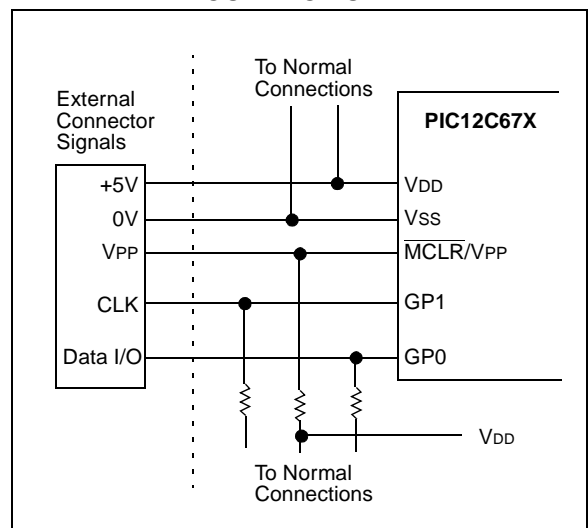 To Normal
Connections
External
Connector
Signals
PIC12C67X
+5V
0V
VPP
CLK
Data I/O
VDD
VSS
MCLR/VPP
GP1
GP0
VDD
To Normal
Connections